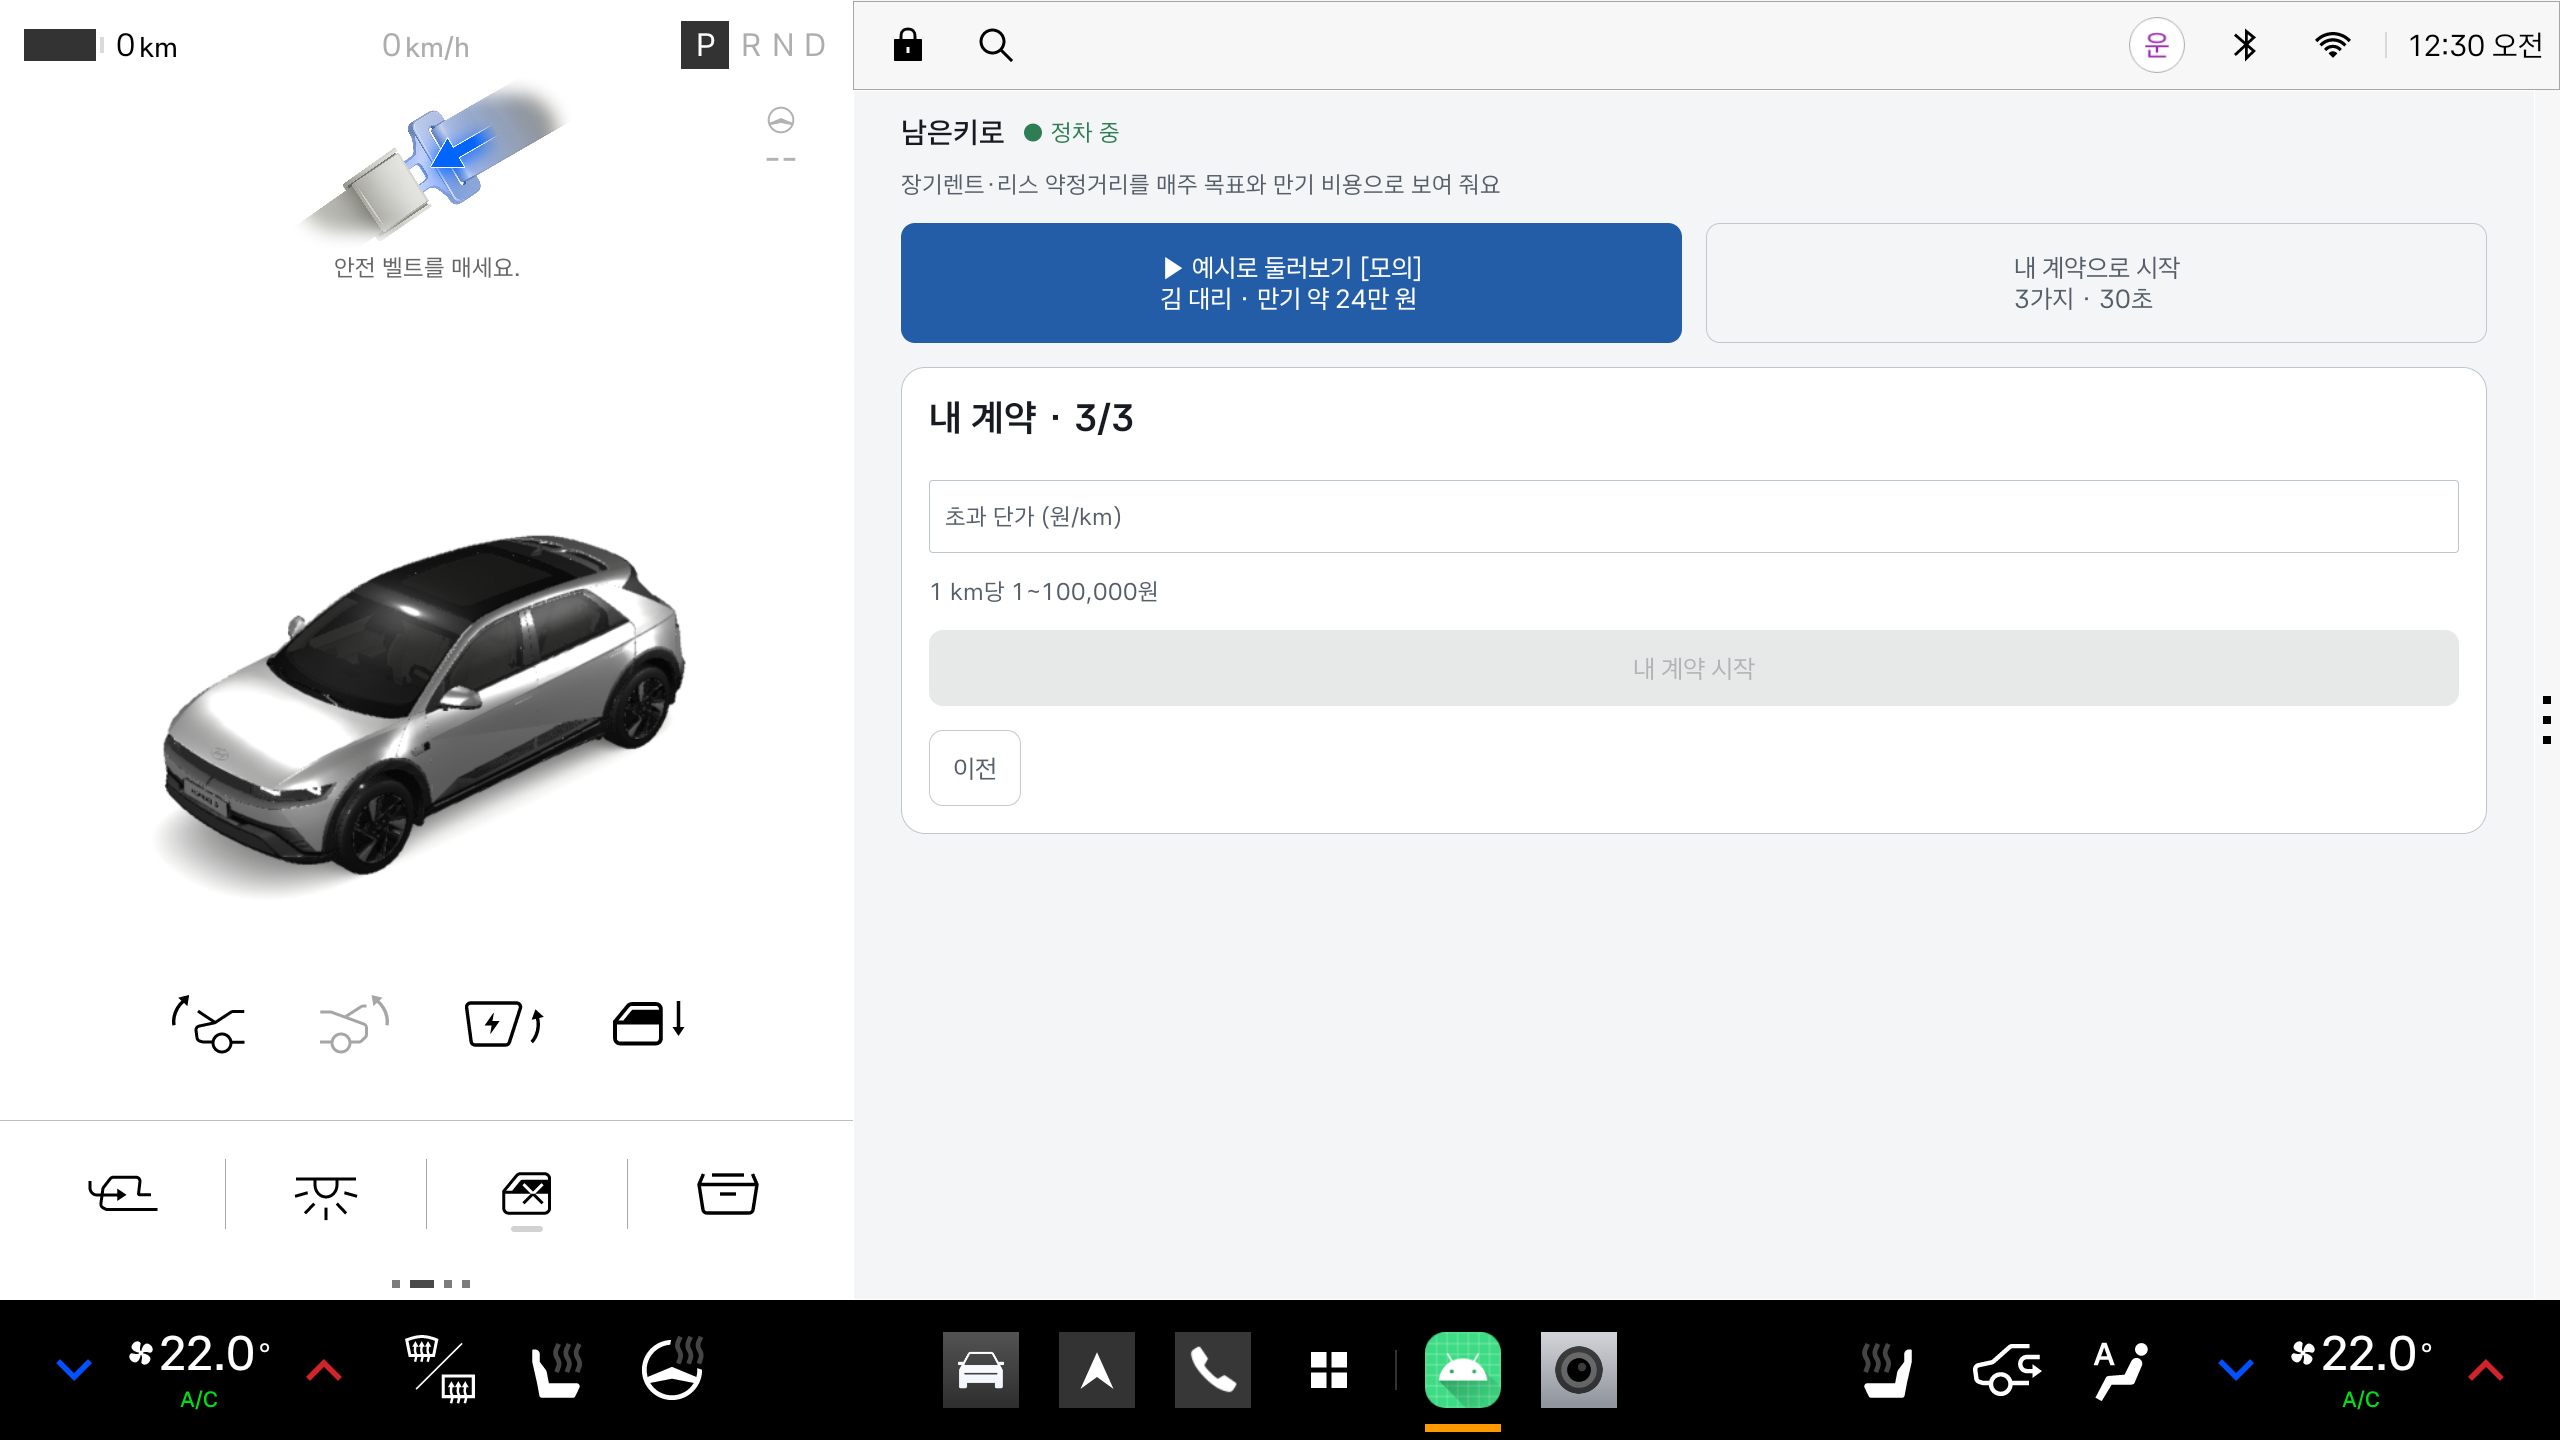 0 km
0 km/h
P R N D
안전 벨트를 매세요.
운
12:30 오전
남은키로
정차 중
장기렌트·리스 약정거리를 매주 목표와 만기 비용으로 보여 줘요
▶ 예시로 둘러보기 [모의]
김 대리 · 만기 약 24만 원
내 계약으로 시작
3가지 · 30초
내 계약 · 3/3
초과 단가 (원/km)
1 km당 1~100,000원
내 계약 시작
이전
22.0°
A/C
A
22.0°
A/C